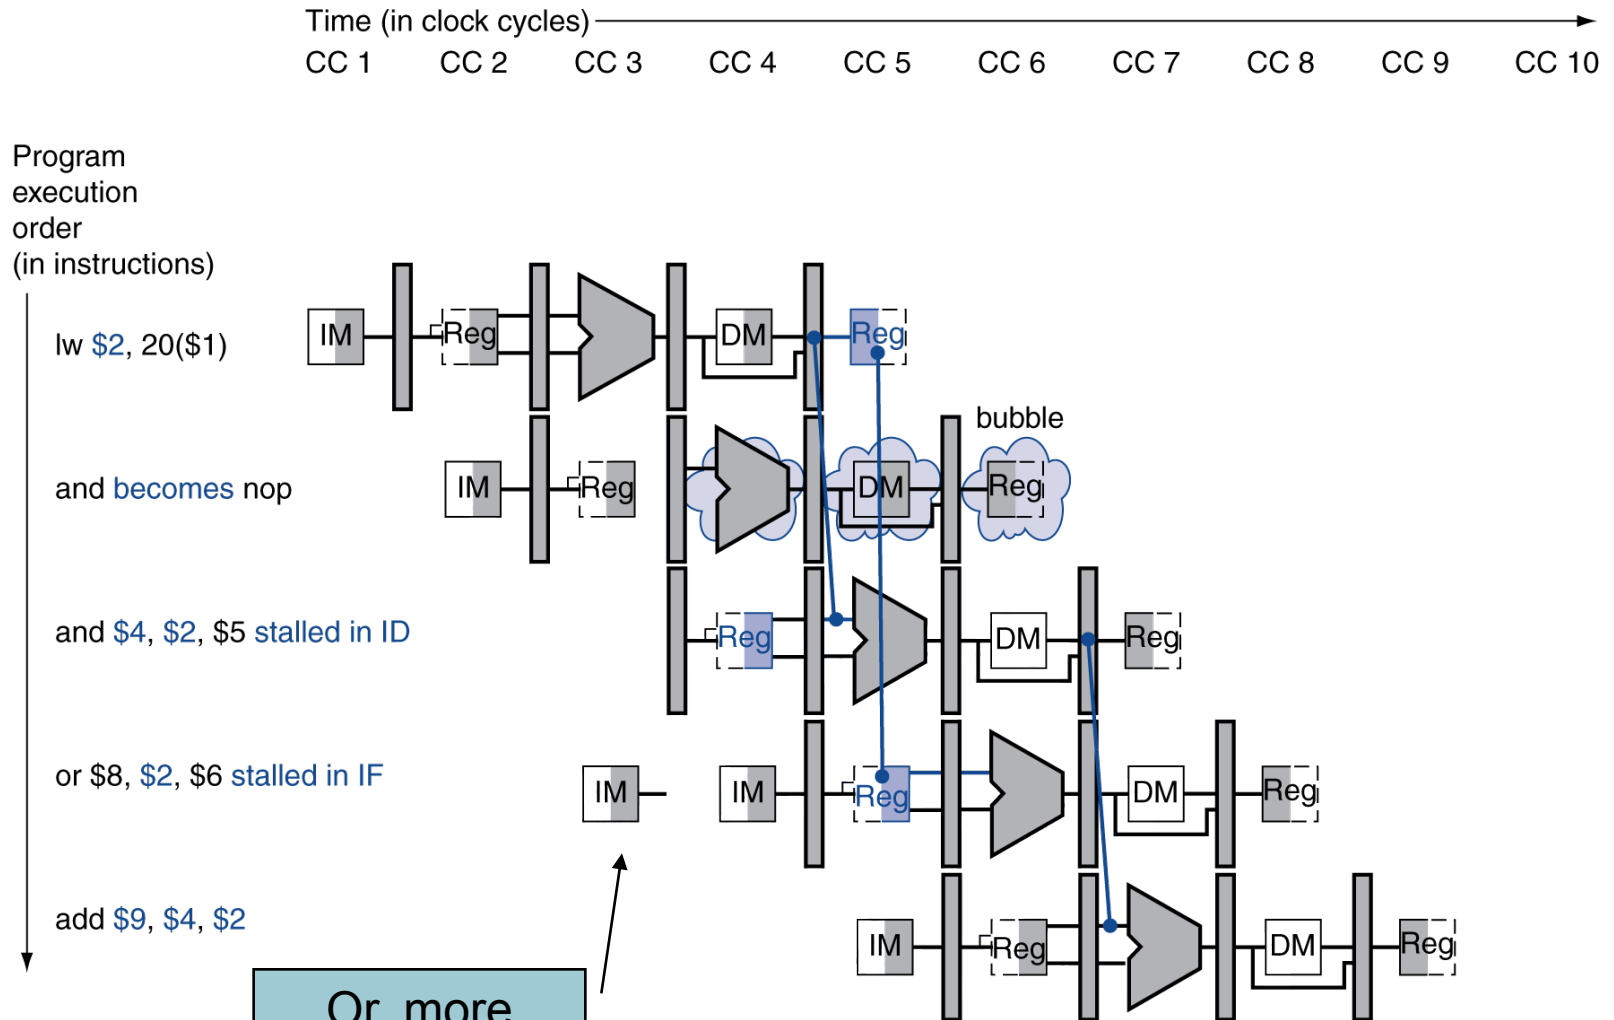 Time (in clock cycles)
CC 1 CC 2 CC 3 CC 4 CC 5 CC 6 CC 7 CC 8 CC 9 CC 10
Program
execution
order
(in instructions)
lw $2, 20($1)
IM Reg DM Reg
bubble
and becomes nop
IM Reg DM Reg
and $4, $2, $5 stalled in ID
Reg DM Reg
or $8, $2, $6 stalled in IF
IM IM Reg DM Reg
add $9, $4, $2
IM Reg DM Reg
Or, more